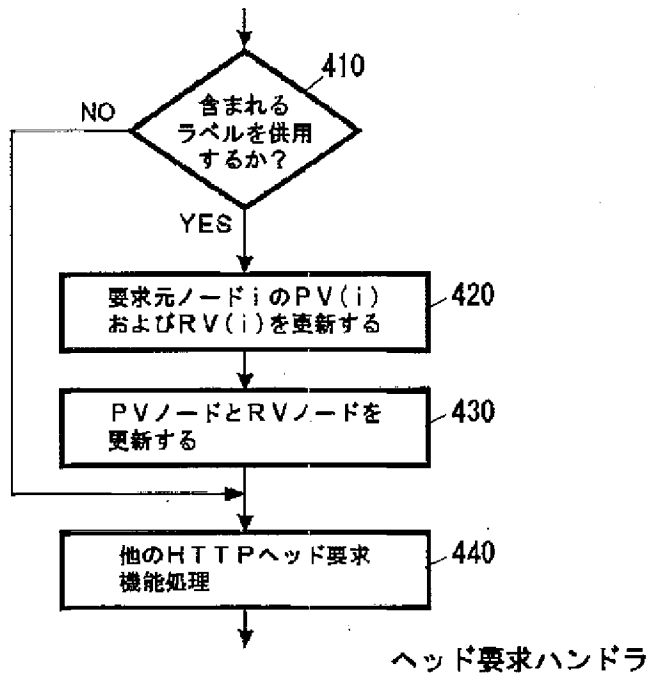 410
含まれる
ラベルを供用
するか？
NO
YES
要求元ノードｉのＰＶ(ｉ)
およびＲＶ(ｉ)を更新する
420
ＰＶノードとＲＶノードを
更新する
430
他のＨＴＴＰヘッド要求
機能処理
440
ヘッド要求ハンドラ